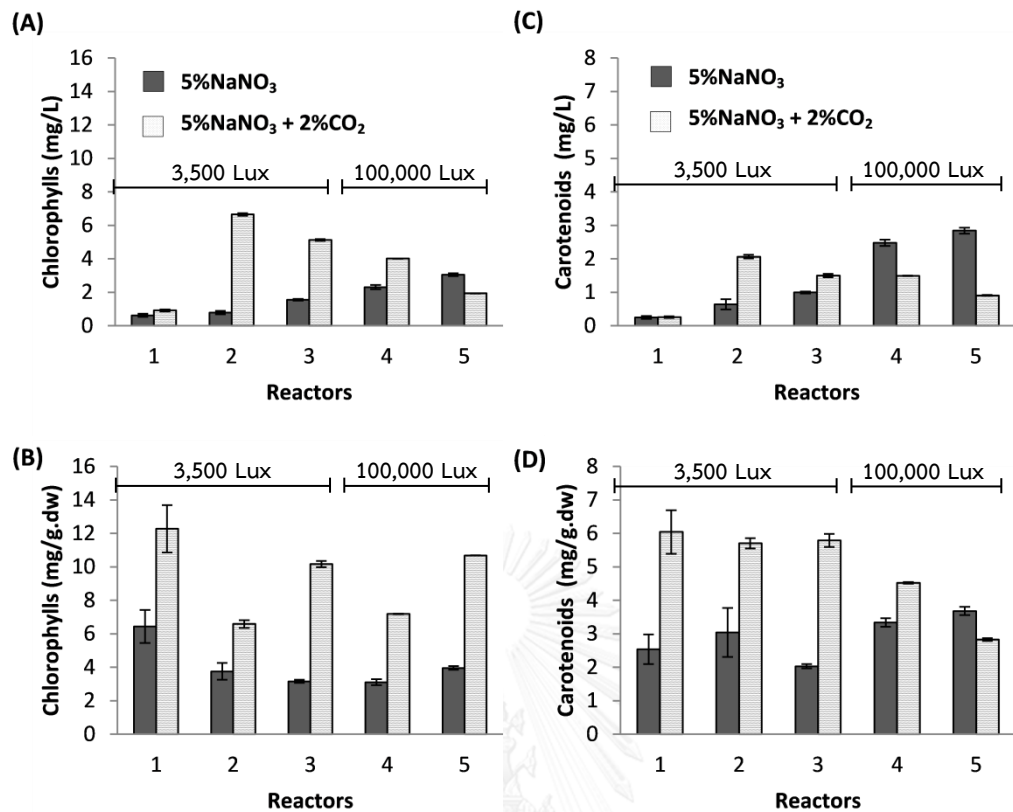 (A)
Chlorophylls (mg/L)
16
14
12
10
8
6
4
2
0
5%NaNO₃
5%NaNO₃ + 2%CO₂
3,500 Lux
100,000 Lux
1 2 3 4 5
Reactors
(C)
Carotenoids (mg/L)
8
7
6
5
4
3
2
1
0
5%NaNO₃
5%NaNO₃ + 2%CO₂
3,500 Lux
100,000 Lux
1 2 3 4 5
Reactors
(B)
Chlorophylls (mg/g.dw)
16
14
12
10
8
6
4
2
0
3,500 Lux
100,000 Lux
1 2 3 4 5
Reactors
(D)
Carotenoids (mg/g.dw)
8
7
6
5
4
3
2
1
0
3,500 Lux
100,000 Lux
1 2 3 4 5
Reactors